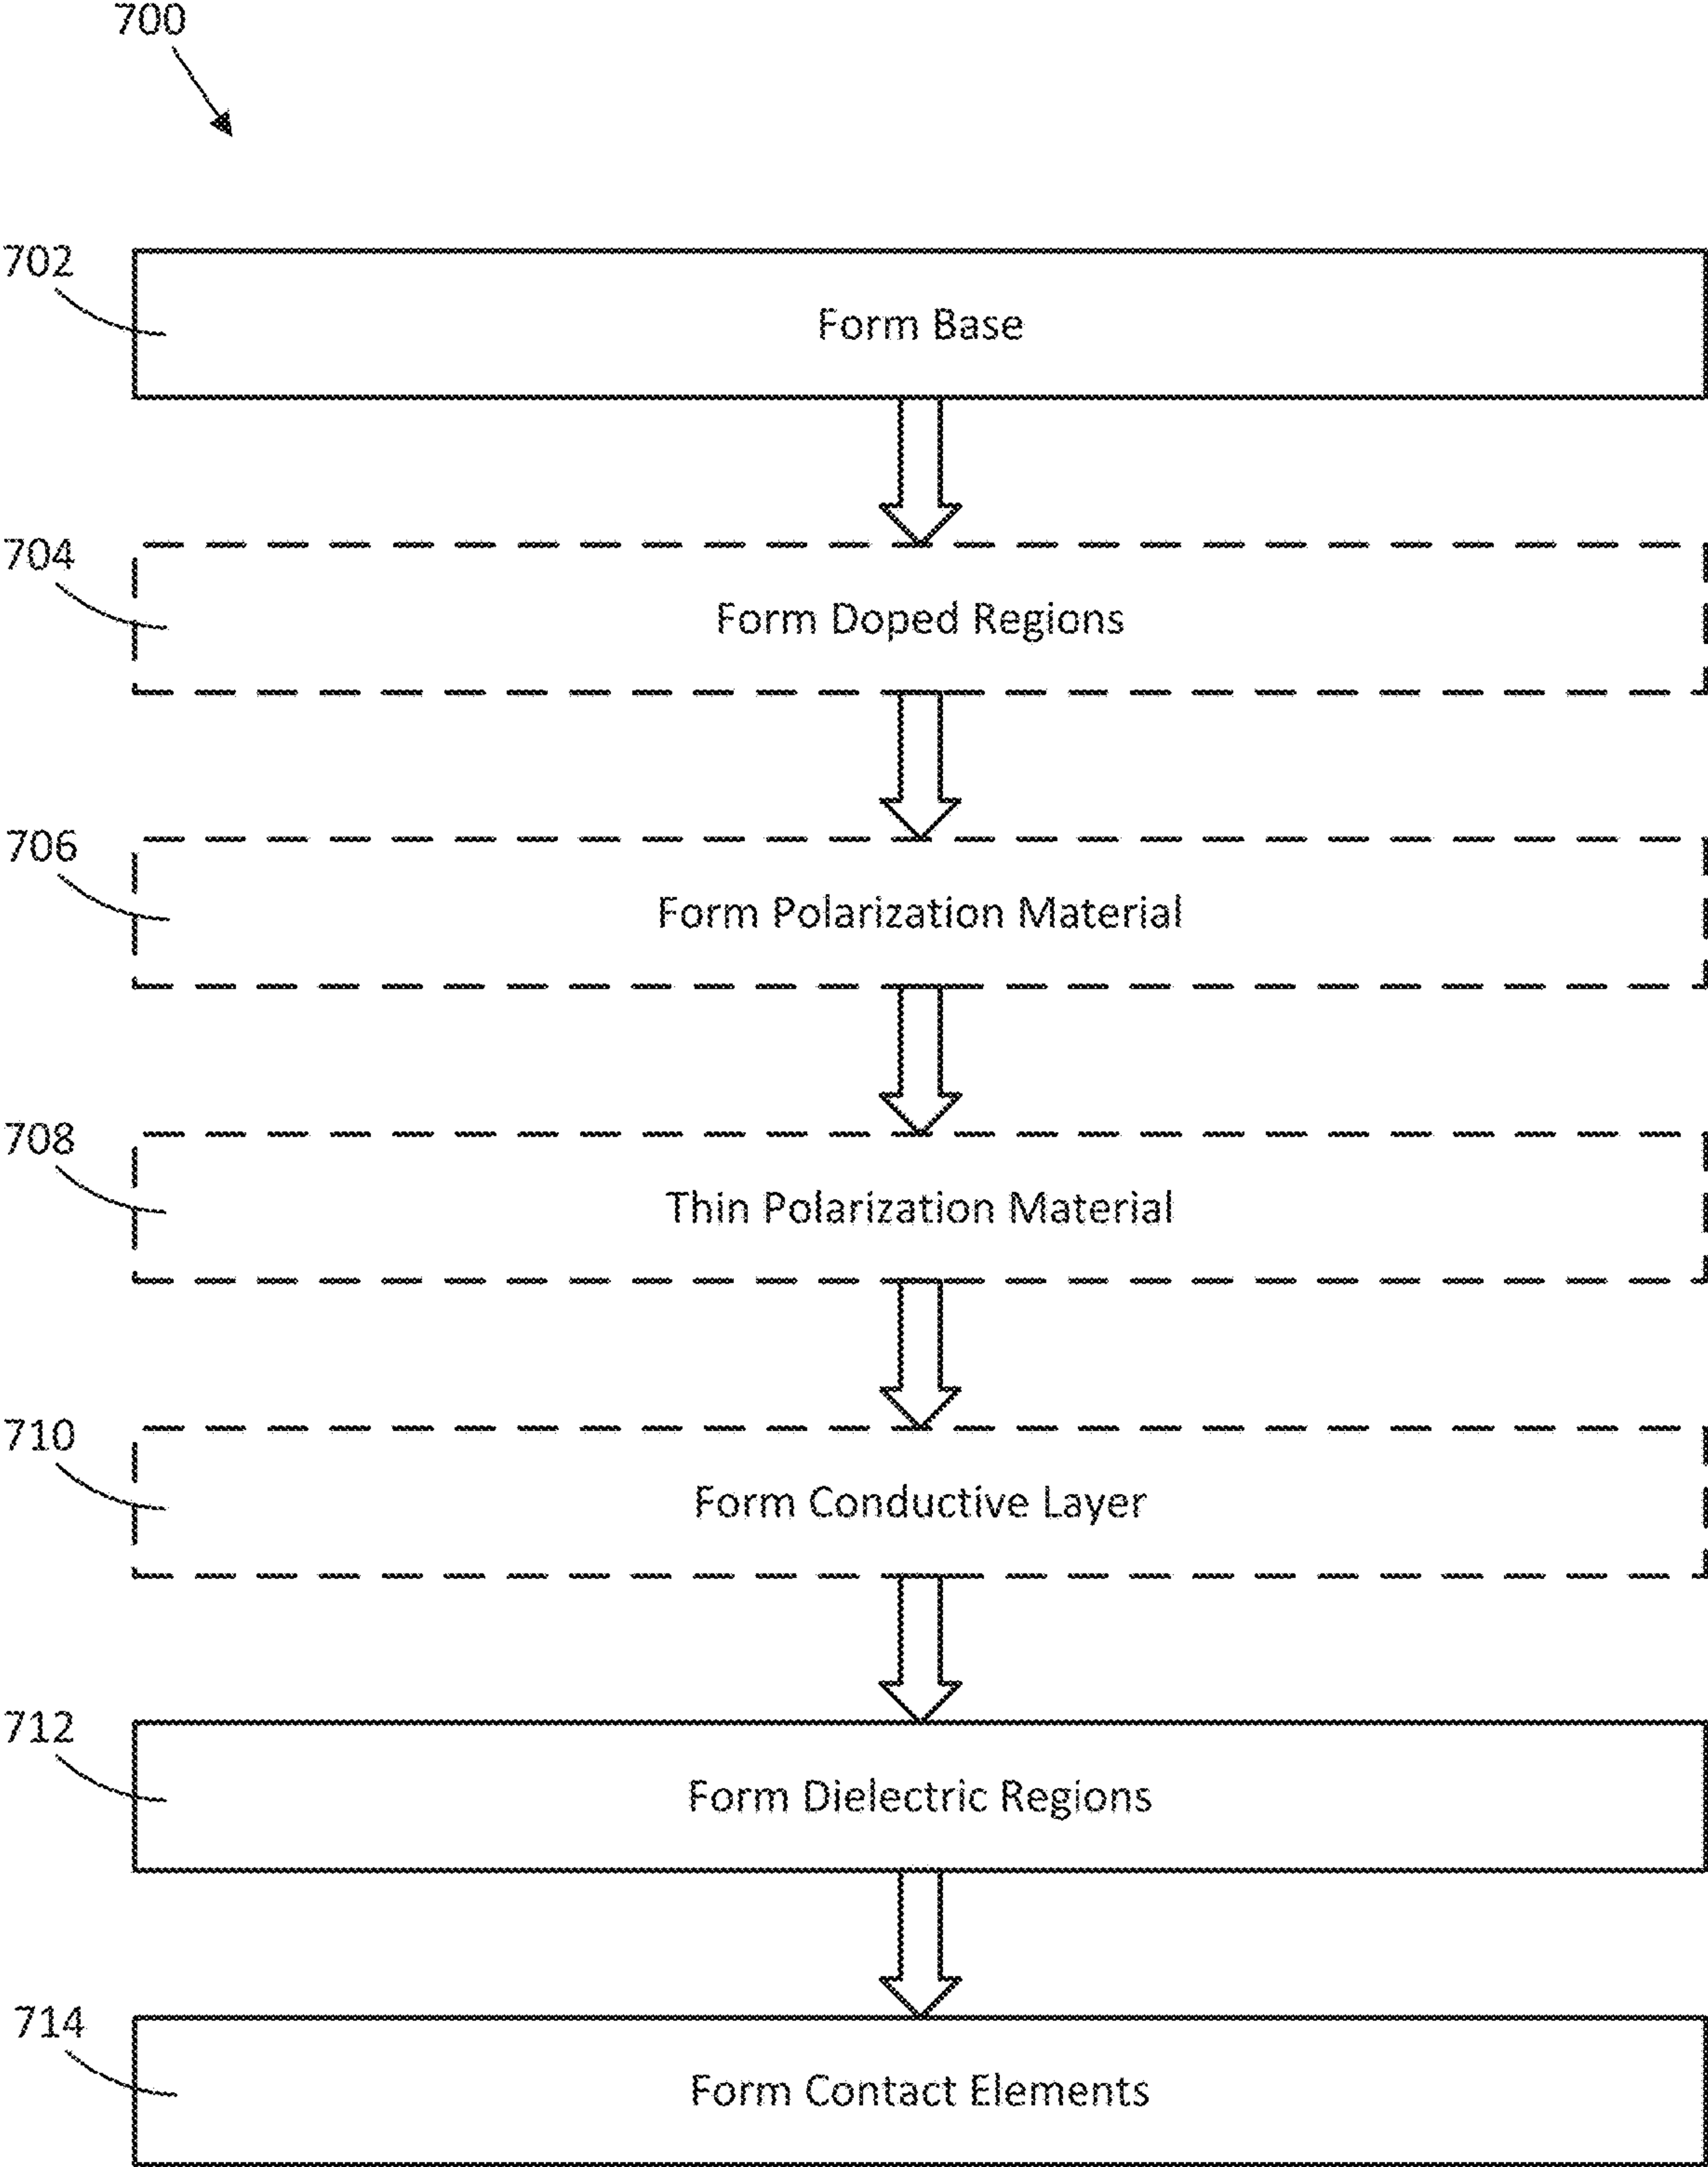 700
702
Form Base
704
Form Doped Regions
706
Form Polarization Material
708
Thin Polarization Material
710
Form Conductive Layer
712
Form Dielectric Regions
714
Form Contact Elements